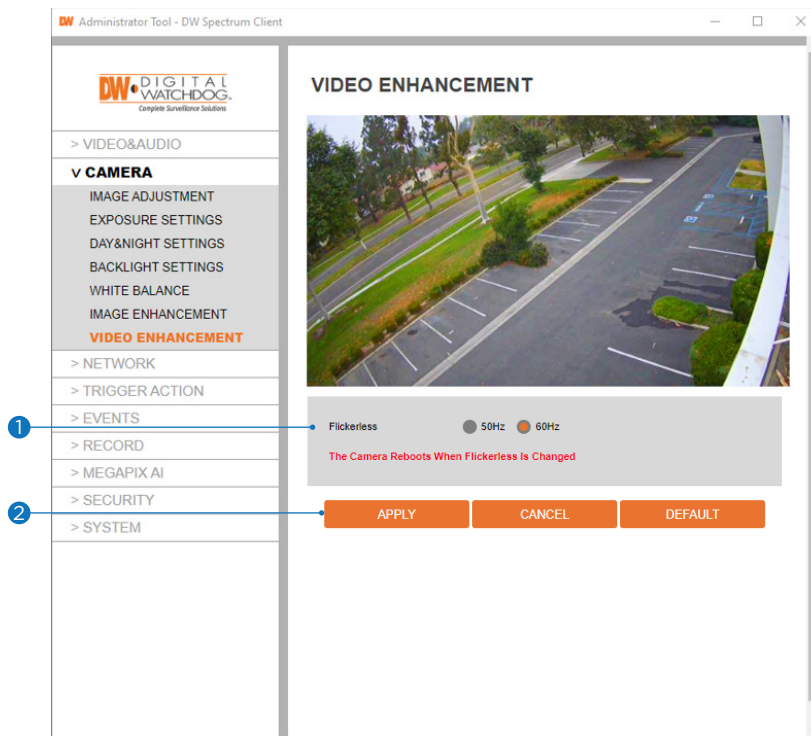 DW Administrator Tool - DW Spectrum Client
DW DIGITAL
WATCHDOG®
Complete Surveillance Solutions
> VIDEO&AUDIO
v CAMERA
IMAGE ADJUSTMENT
EXPOSURE SETTINGS
DAY&NIGHT SETTINGS
BACKLIGHT SETTINGS
WHITE BALANCE
IMAGE ENHANCEMENT
VIDEO ENHANCEMENT
> NETWORK
> TRIGGER ACTION
> EVENTS
> RECORD
> MEGAPIX AI
> SECURITY
> SYSTEM
VIDEO ENHANCEMENT
1
Flickerless 50Hz 60Hz
The Camera Reboots When Flickerless Is Changed
2
APPLY CANCEL DEFAULT